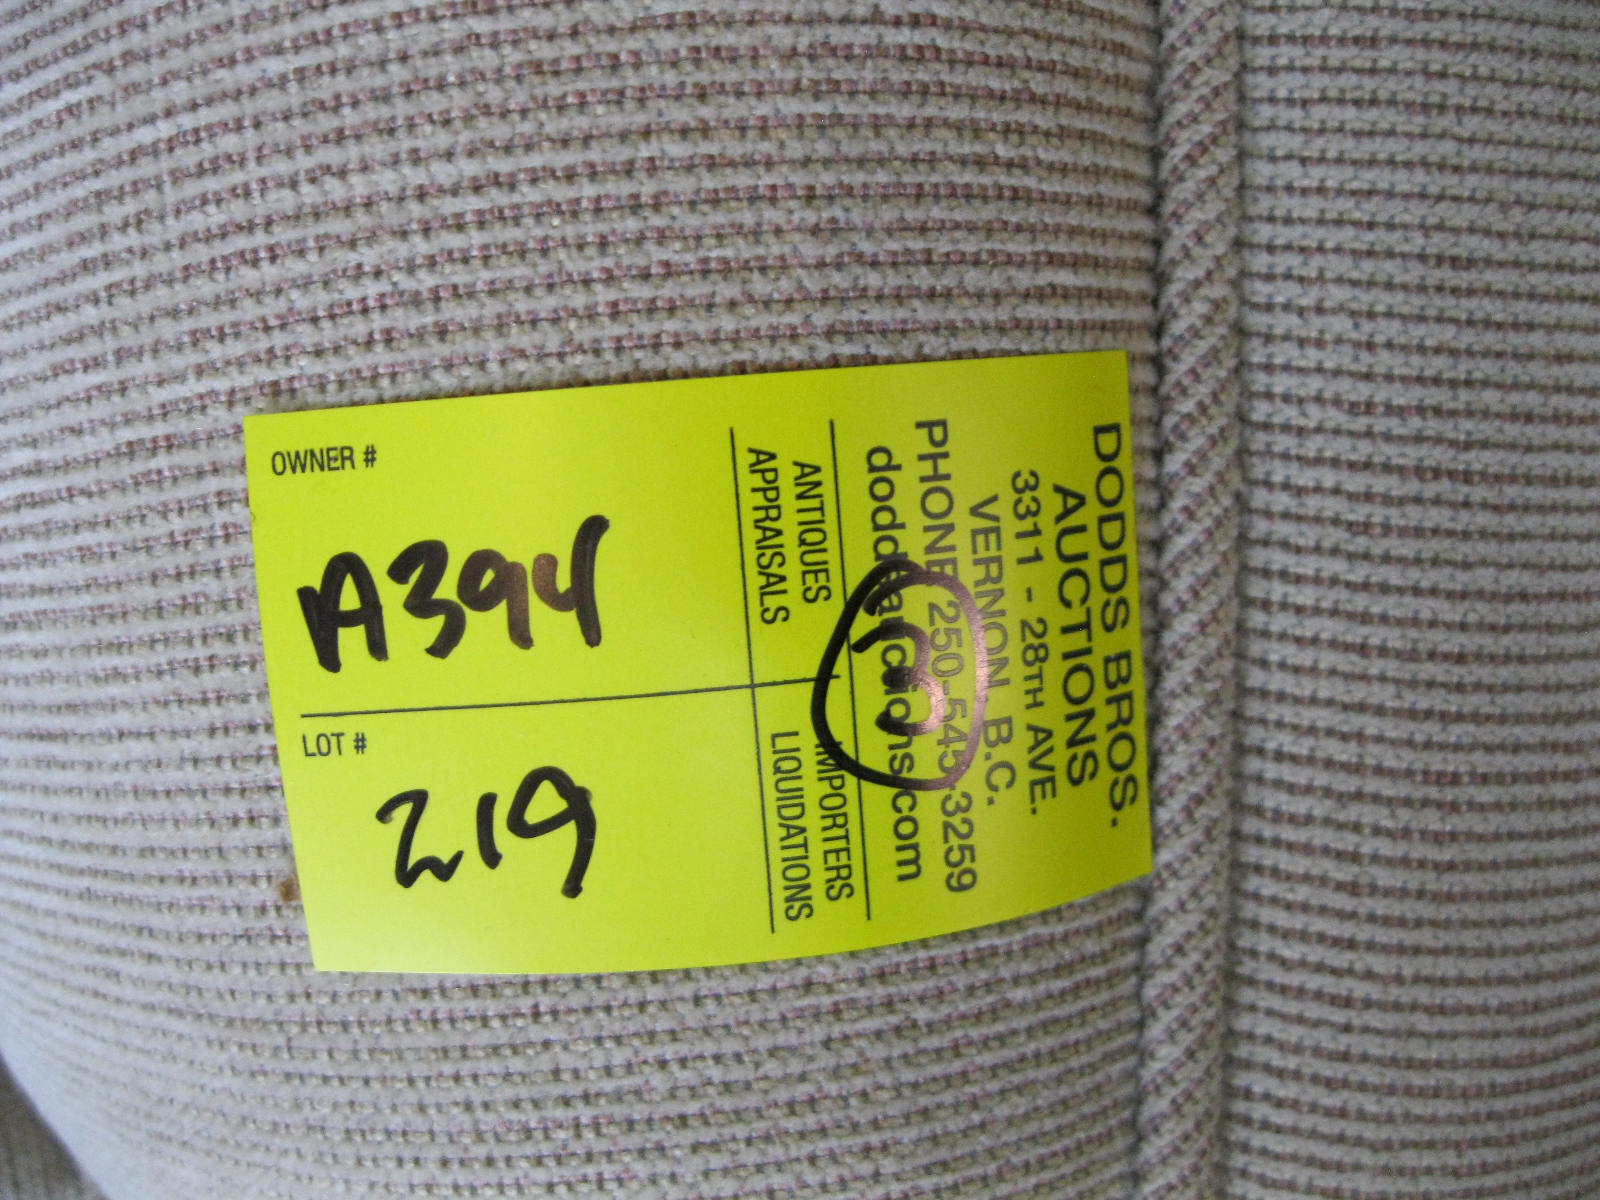 DODDS BROS.
AUCTIONS
3311 - 28TH AVE.
VERNON B.C.
PHONE 250-545-3259
doddsauctions.com
3
ANTIQUES
APPRAISALS
IMPORTERS
LIQUIDATIONS
OWNER #
A394
LOT #
219